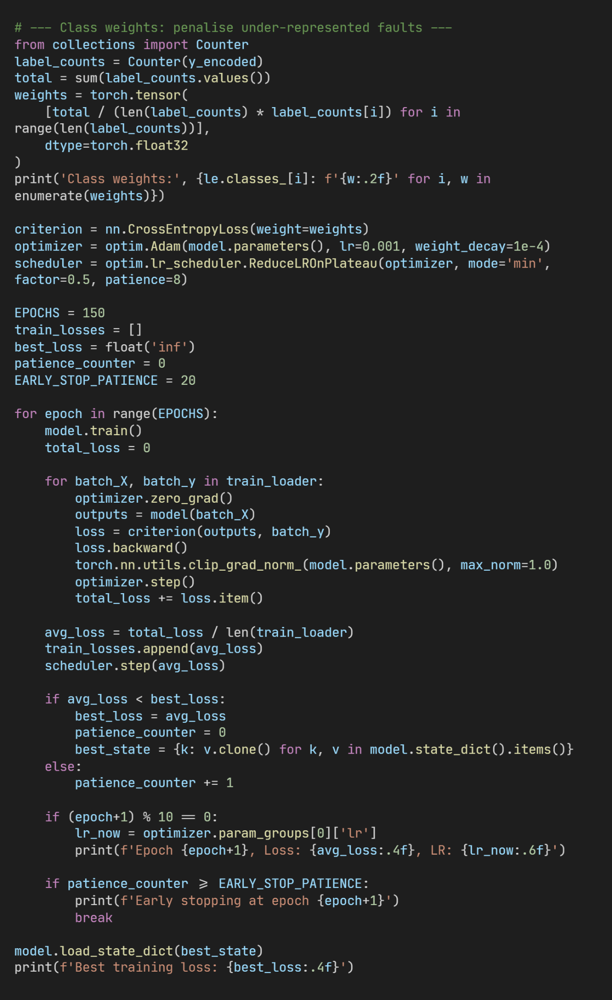 # --- Class weights: penalise under-represented faults ---
from collections import Counter
label_counts = Counter(y_encoded)
total = sum(label_counts.values())
weights = torch.tensor(
    [total / (len(label_counts) * label_counts[i]) for i in
range(len(label_counts))],
    dtype=torch.float32
)
print('Class weights:', {le.classes_[i]: f'{w:.2f}' for i, w in
enumerate(weights)})

criterion = nn.CrossEntropyLoss(weight=weights)
optimizer = optim.Adam(model.parameters(), lr=0.001, weight_decay=1e-4)
scheduler = optim.lr_scheduler.ReduceLROnPlateau(optimizer, mode='min',
factor=0.5, patience=8)

EPOCHS = 150
train_losses = []
best_loss = float('inf')
patience_counter = 0
EARLY_STOP_PATIENCE = 20

for epoch in range(EPOCHS):
    model.train()
    total_loss = 0

    for batch_X, batch_y in train_loader:
        optimizer.zero_grad()
        outputs = model(batch_X)
        loss = criterion(outputs, batch_y)
        loss.backward()
        torch.nn.utils.clip_grad_norm_(model.parameters(), max_norm=1.0)
        optimizer.step()
        total_loss += loss.item()

    avg_loss = total_loss / len(train_loader)
    train_losses.append(avg_loss)
    scheduler.step(avg_loss)

    if avg_loss < best_loss:
        best_loss = avg_loss
        patience_counter = 0
        best_state = {k: v.clone() for k, v in model.state_dict().items()}
    else:
        patience_counter += 1

    if (epoch+1) % 10 == 0:
        lr_now = optimizer.param_groups[0]['lr']
        print(f'Epoch {epoch+1}, Loss: {avg_loss:.4f}, LR: {lr_now:.6f}')

    if patience_counter >= EARLY_STOP_PATIENCE:
        print(f'Early stopping at epoch {epoch+1}')
        break

model.load_state_dict(best_state)
print(f'Best training loss: {best_loss:.4f}')